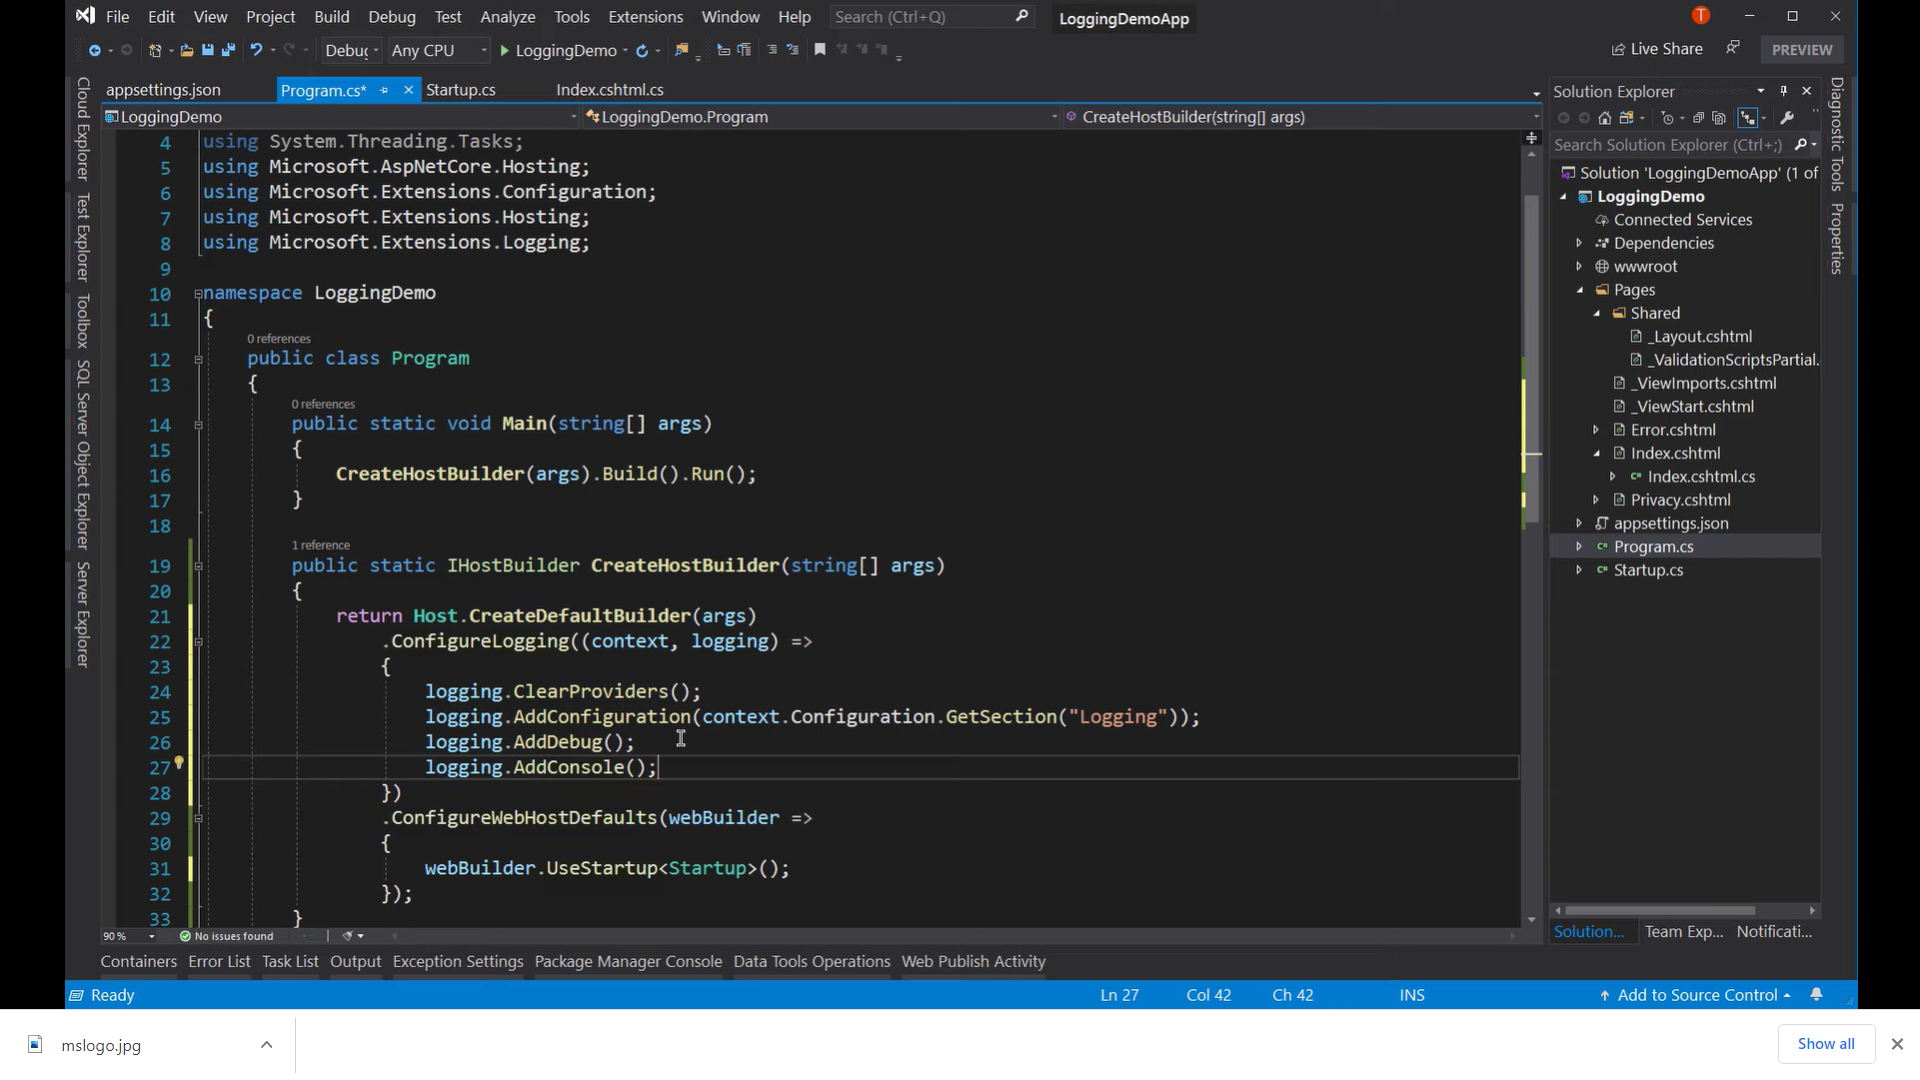 File Edit View Project Build Debug Test Analyze Tools Extensions Window Help Search (Ctrl+Q) LoggingDemoApp T
Debug Any CPU LoggingDemo Live Share PREVIEW
appsettings.json Program.cs* Startup.cs Index.cshtml.cs
LoggingDemo LoggingDemo.Program CreateHostBuilder(string[] args)
4 using System.Threading.Tasks;
5 using Microsoft.AspNetCore.Hosting;
6 using Microsoft.Extensions.Configuration;
7 using Microsoft.Extensions.Hosting;
8 using Microsoft.Extensions.Logging;
9
10 namespace LoggingDemo
11 {
0 references
12 public class Program
13 {
0 references
14 public static void Main(string[] args)
15 {
16 CreateHostBuilder(args).Build().Run();
17 }
18
1 reference
19 public static IHostBuilder CreateHostBuilder(string[] args)
20 {
21 return Host.CreateDefaultBuilder(args)
22 .ConfigureLogging((context, logging) =>
23 {
24 logging.ClearProviders();
25 logging.AddConfiguration(context.Configuration.GetSection("Logging"));
26 logging.AddDebug();
27 logging.AddConsole();
28 })
29 .ConfigureWebHostDefaults(webBuilder =>
30 {
31 webBuilder.UseStartup<Startup>();
32 });
33 }
90 % No issues found
Cloud Explorer
Test Explorer
Toolbox
SQL Server Object Explorer
Server Explorer
Solution Explorer
Search Solution Explorer (Ctrl+;)
Solution 'LoggingDemoApp' (1 of
LoggingDemo
Connected Services
Dependencies
wwwroot
Pages
Shared
_Layout.cshtml
_ValidationScriptsPartial.
_ViewImports.cshtml
_ViewStart.cshtml
Error.cshtml
Index.cshtml
Index.cshtml.cs
Privacy.cshtml
appsettings.json
Program.cs
Startup.cs
Solution... Team Exp... Notificati...
Diagnostic Tools
Properties
Containers Error List Task List Output Exception Settings Package Manager Console Data Tools Operations Web Publish Activity
Ready Ln 27 Col 42 Ch 42 INS Add to Source Control
mslogo.jpg Show all